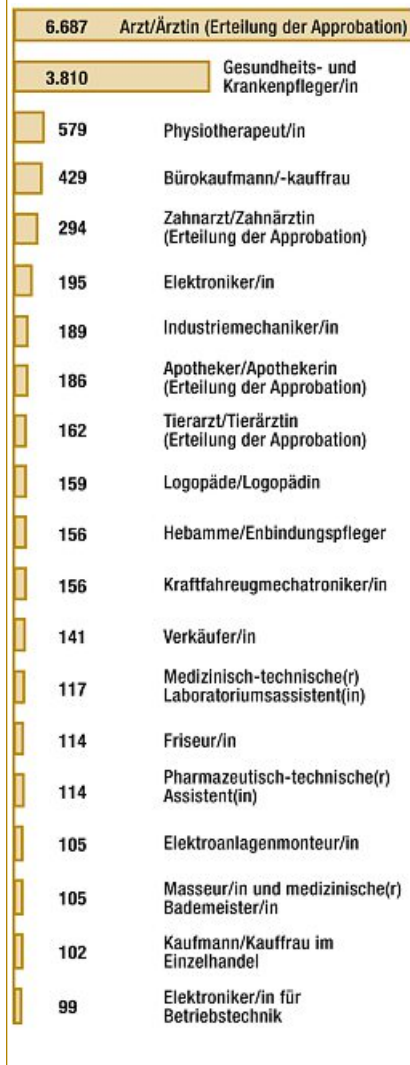 6.687 Arzt/Ärztin (Erteilung der Approbation)
3.810 Gesundheits- und
Krankenpfleger/in
579 Physiotherapeut/in
429 Bürokaufmann/-kauffrau
294 Zahnarzt/Zahnärztin
(Erteilung der Approbation)
195 Elektroniker/in
189 Industriemechaniker/in
186 Apotheker/Apothekerin
(Erteilung der Approbation)
162 Tierarzt/Tierärztin
(Erteilung der Approbation)
159 Logopäde/Logopädin
156 Hebamme/Enbindungspfleger
156 Kraftfahreugmechatroniker/in
141 Verkäufer/in
117 Medizinisch-technische(r)
Laboratoriumsassistent(in)
114 Friseur/in
114 Pharmazeutisch-technische(r)
Assistent(in)
105 Elektroanlagenmonteur/in
105 Masseur/in und medizinische(r)
Bademeister/in
102 Kaufmann/Kauffrau im
Einzelhandel
99 Elektroniker/in für
Betriebstechnik